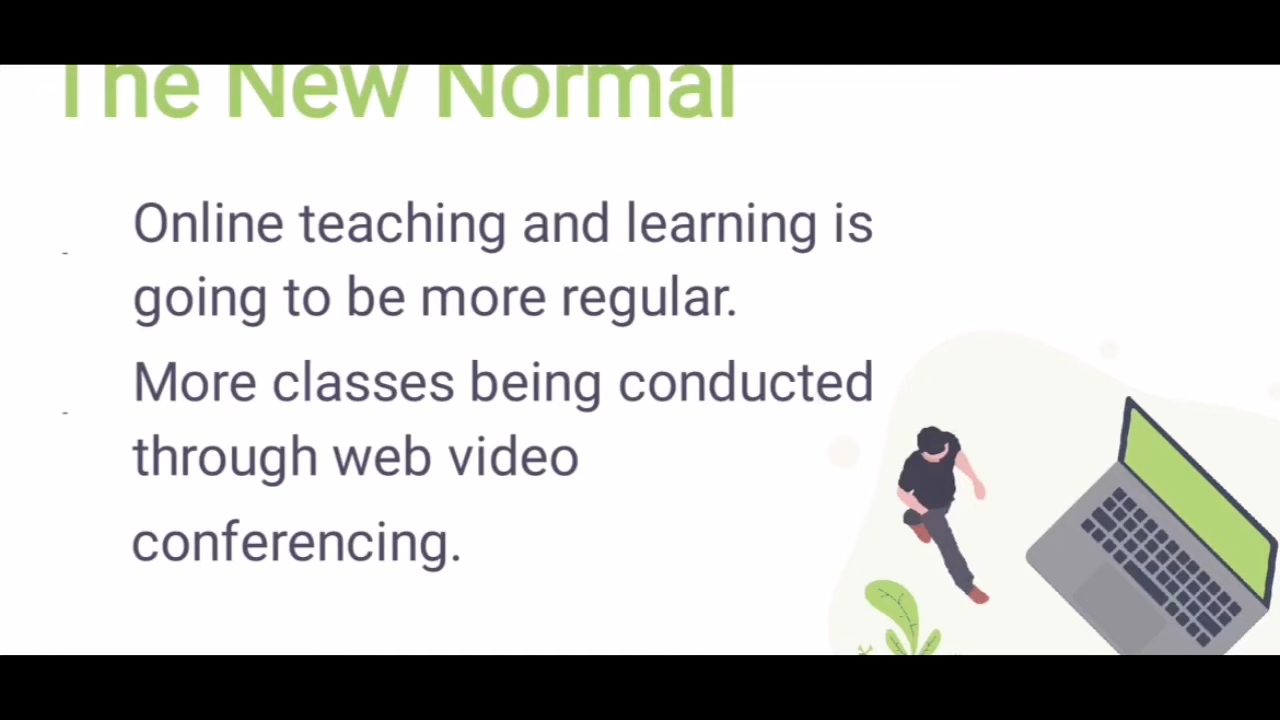 The New Normal
- Online teaching and learning is
going to be more regular.
- More classes being conducted
through web video
conferencing.